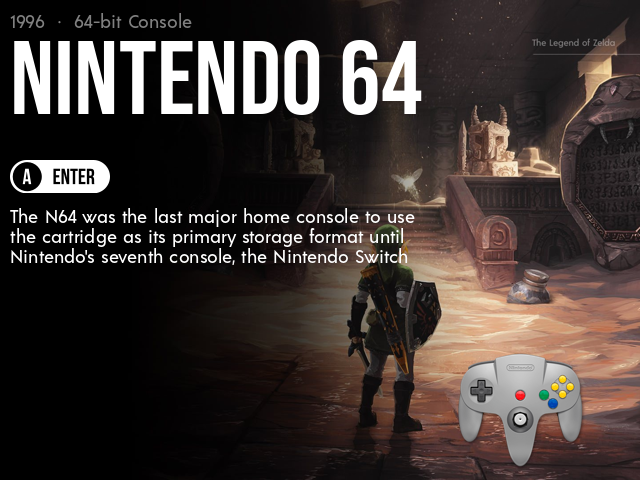 1996 · 64-bit Console
The Legend of Zelda
NINTENDO 64
A ENTER
The N64 was the last major home console to use
the cartridge as its primary storage format until
Nintendo's seventh console, the Nintendo Switch
Nintendo